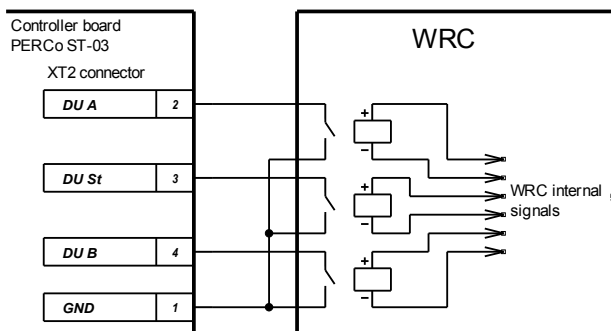 Controller board
PERCo ST-03
XT2 connector
WRC
DU A 2
+
−
DU St 3
+
−
WRC internal ,
signals
DU B 4
+
−
GND 1